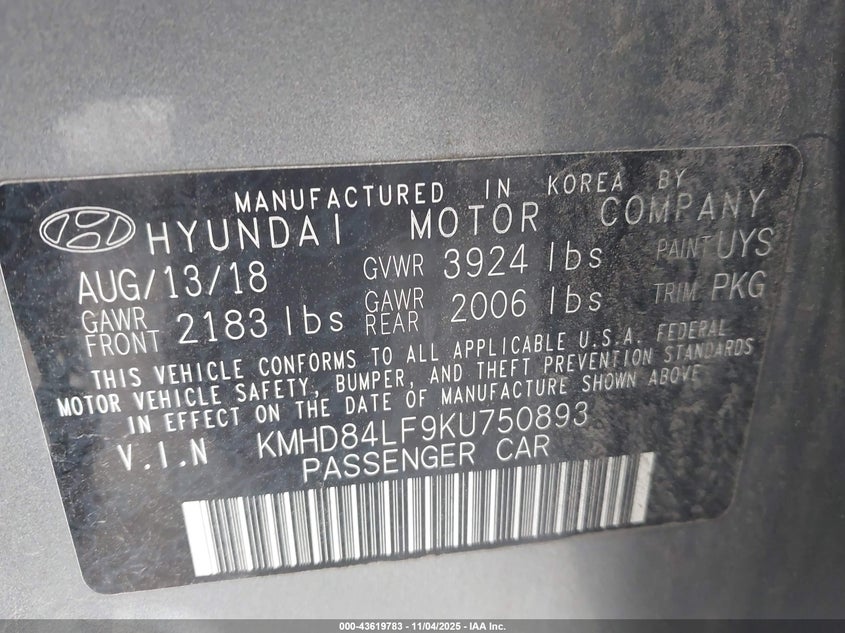 MANUFACTURED IN KOREA BY
HYUNDAI MOTOR COMPANY
AUG/13/18 GVWR 3924 lbs PAINT UYS
GAWR FRONT 2183 lbs GAWR REAR 2006 lbs TRIM PKG
THIS VEHICLE CONFORMS TO ALL APPLICABLE U.S.A. FEDERAL
MOTOR VEHICLE SAFETY, BUMPER, AND THEFT PREVENTION STANDARDS
IN EFFECT ON THE DATE OF MANUFACTURE SHOWN ABOVE
V.I.N KMHD84LF9KU750893
PASSENGER CAR
000-43619783 - 11/04/2025 - IAA Inc.